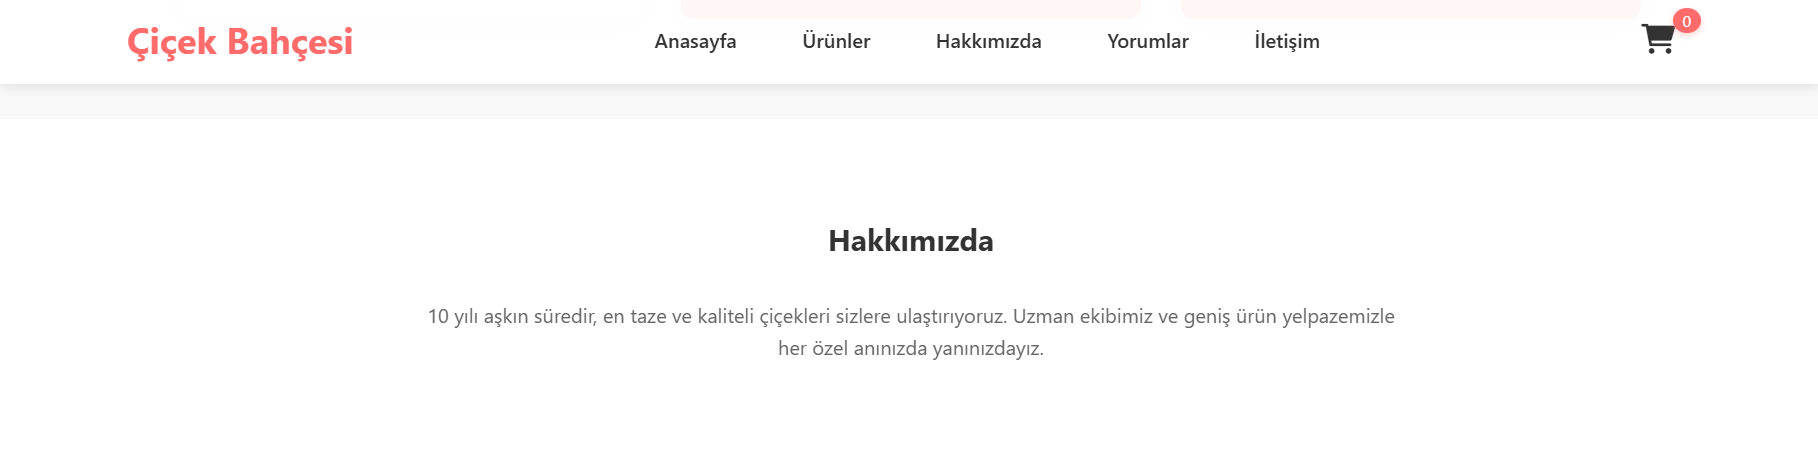 Çiçek Bahçesi
Anasayfa
Ürünler
Hakkımızda
Yorumlar
İletişim
0
Hakkımızda
10 yılı aşkın süredir, en taze ve kaliteli çiçekleri sizlere ulaştırıyoruz. Uzman ekibimiz ve geniş ürün yelpazemizle
her özel anınızda yanınızdayız.